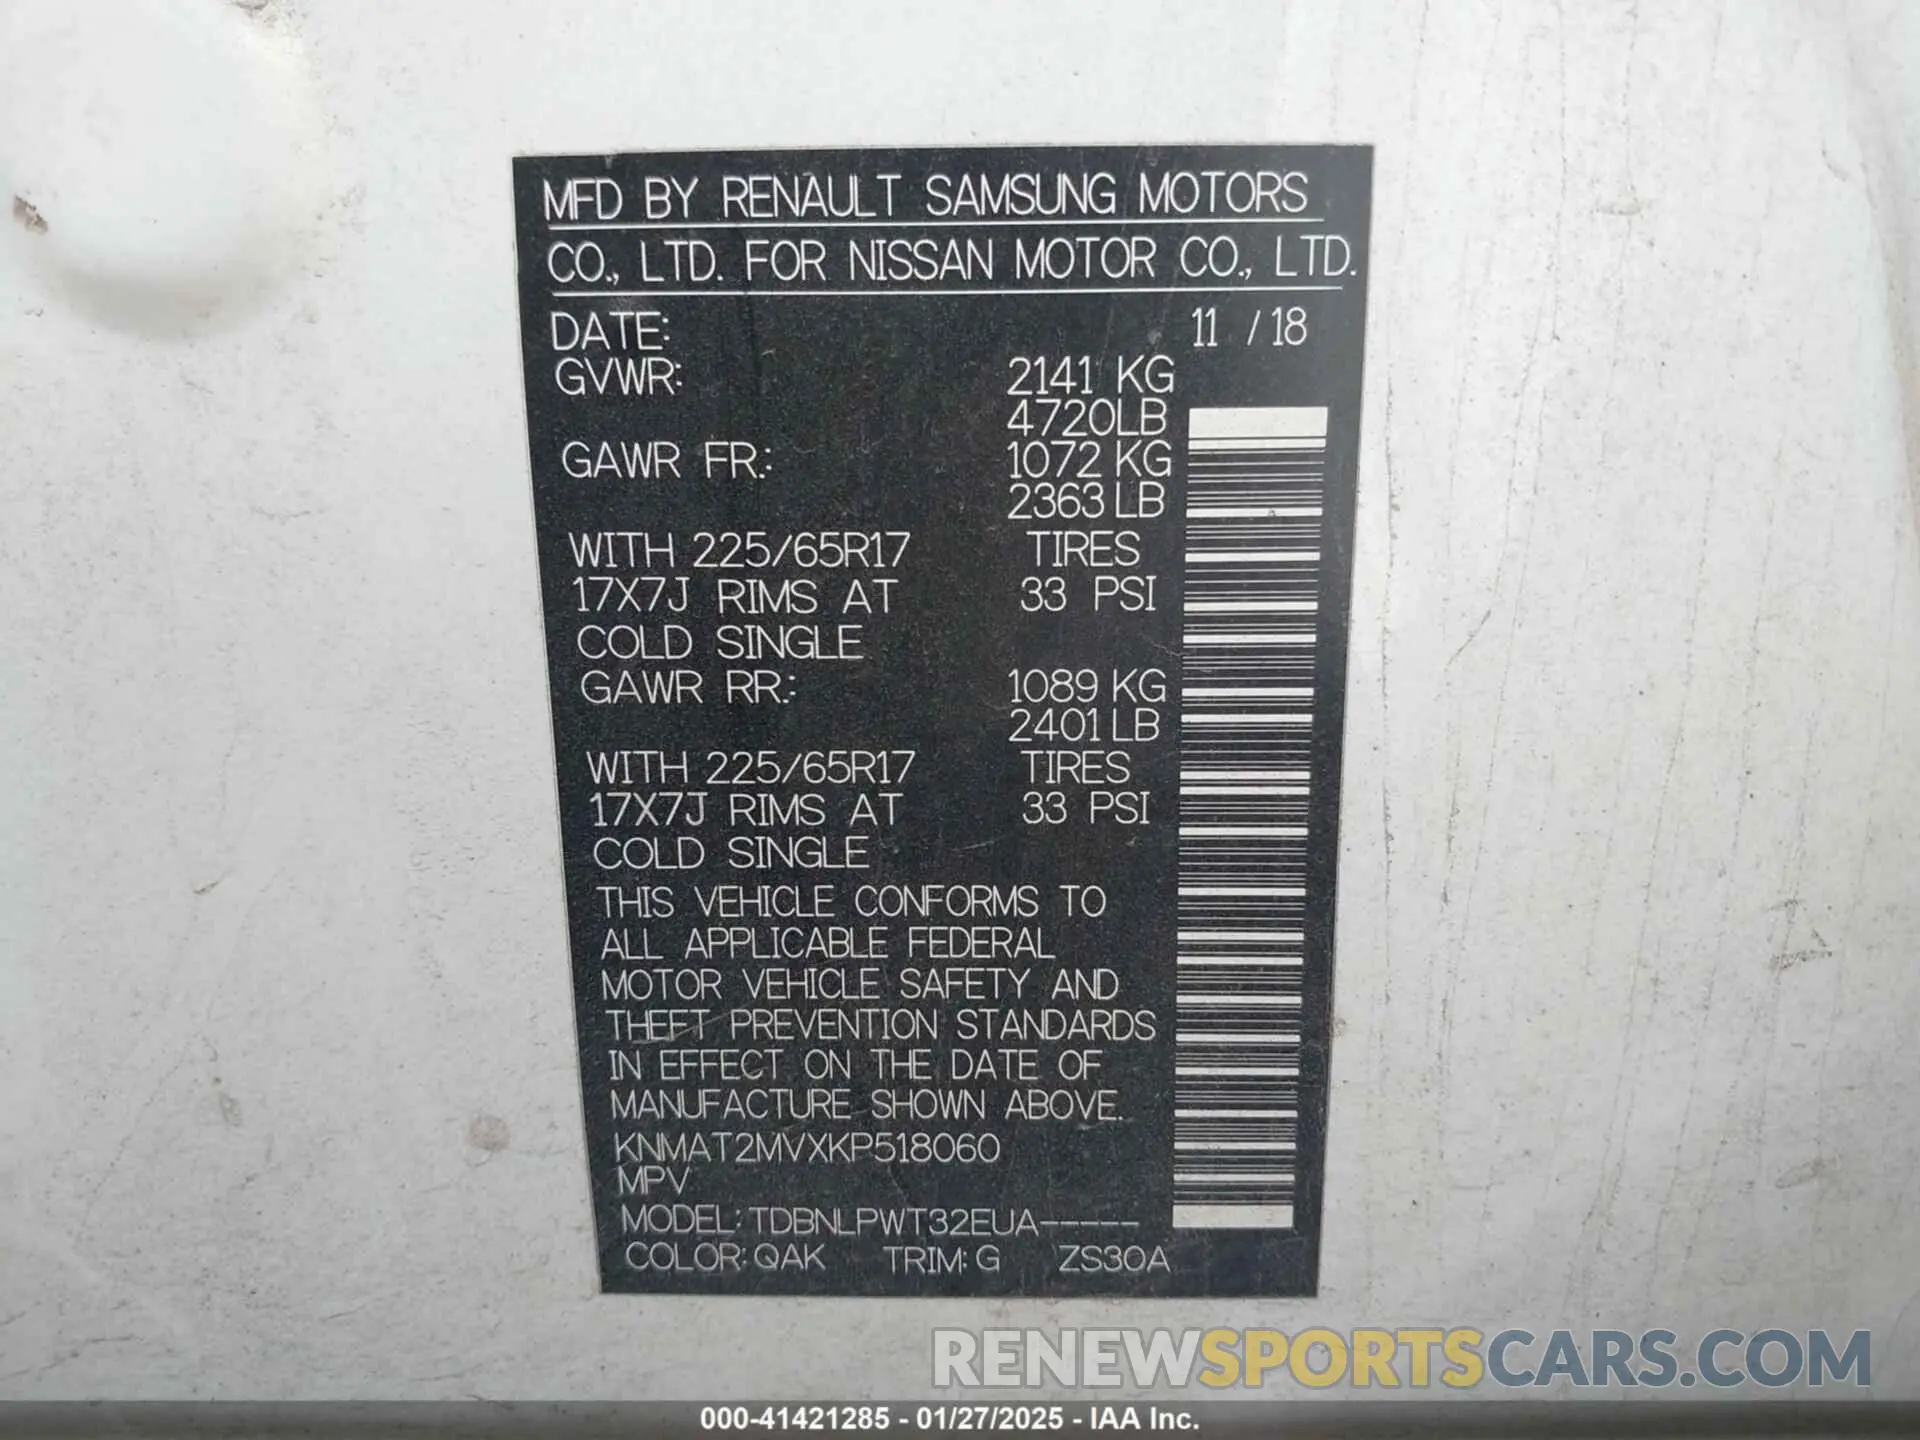 MFD BY RENAULT SAMSUNG MOTORS
CO., LTD. FOR NISSAN MOTOR CO., LTD.
DATE: 11 / 18
GVWR: 2141 KG
4720LB
GAWR FR.: 1072 KG
2363 LB
WITH 225/65R17 TIRES
17X7J RIMS AT 33 PSI
COLD SINGLE
GAWR RR.: 1089 KG
2401 LB
WITH 225/65R17 TIRES
17X7J RIMS AT 33 PSI
COLD SINGLE
THIS VEHICLE CONFORMS TO
ALL APPLICABLE FEDERAL
MOTOR VEHICLE SAFETY AND
THEFT PREVENTION STANDARDS
IN EFFECT ON THE DATE OF
MANUFACTURE SHOWN ABOVE.
KNMAT2MVXKP518060
MPV
MODEL: TDBNLPWT32EUA-----
COLOR: QAK TRIM: G ZS30A
RENEWSPORTSCARS.COM
000-41421285 - 01/27/2025 - IAA Inc.